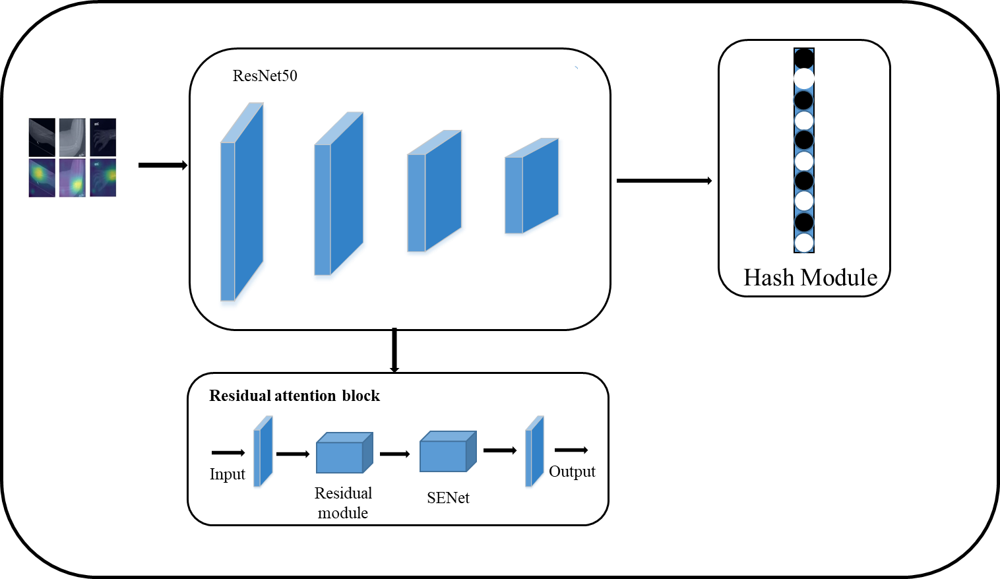 ResNet50
Hash Module
Residual attention block
Input
Residual
module
SENet
Output